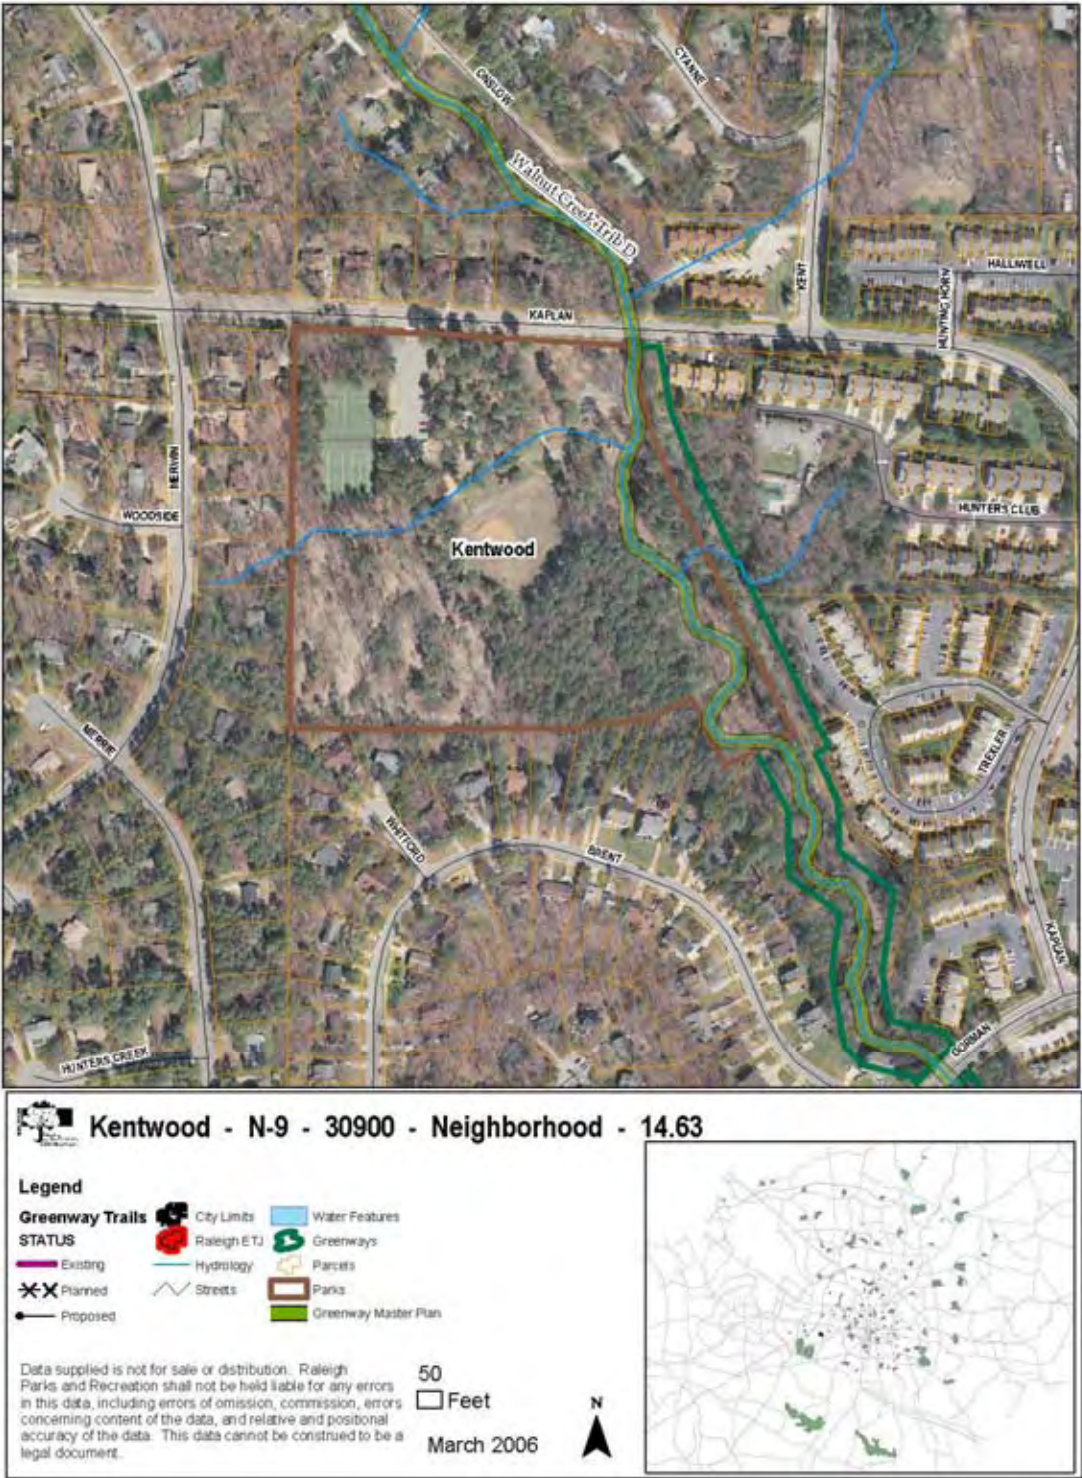 CYANNE
ONSLOW
Walnut Creek Trib D
KENT
HALLIWELL
HUNTING HORN
KAPLAN
MERWIN
WOODSIDE
HUNTERS CLUB
Kentwood
MERRIE
TREXLER
WHITFORD
BRENT
KAPLAN
GORMAN
HUNTERS CREEK
Kentwood - N-9 - 30900 - Neighborhood - 14.63
Legend
Greenway Trails
STATUS
Existing
Planned
Proposed
City Limits
Raleigh ETJ
Hydrology
Streets
Water Features
Greenways
Parcels
Parks
Greenway Master Plan
Data supplied is not for sale or distribution. Raleigh
Parks and Recreation shall not be held liable for any errors
in this data, including errors of omission, commission, errors
concerning content of the data, and relative and positional
accuracy of the data. This data cannot be construed to be a
legal document.
50
Feet
March 2006
N